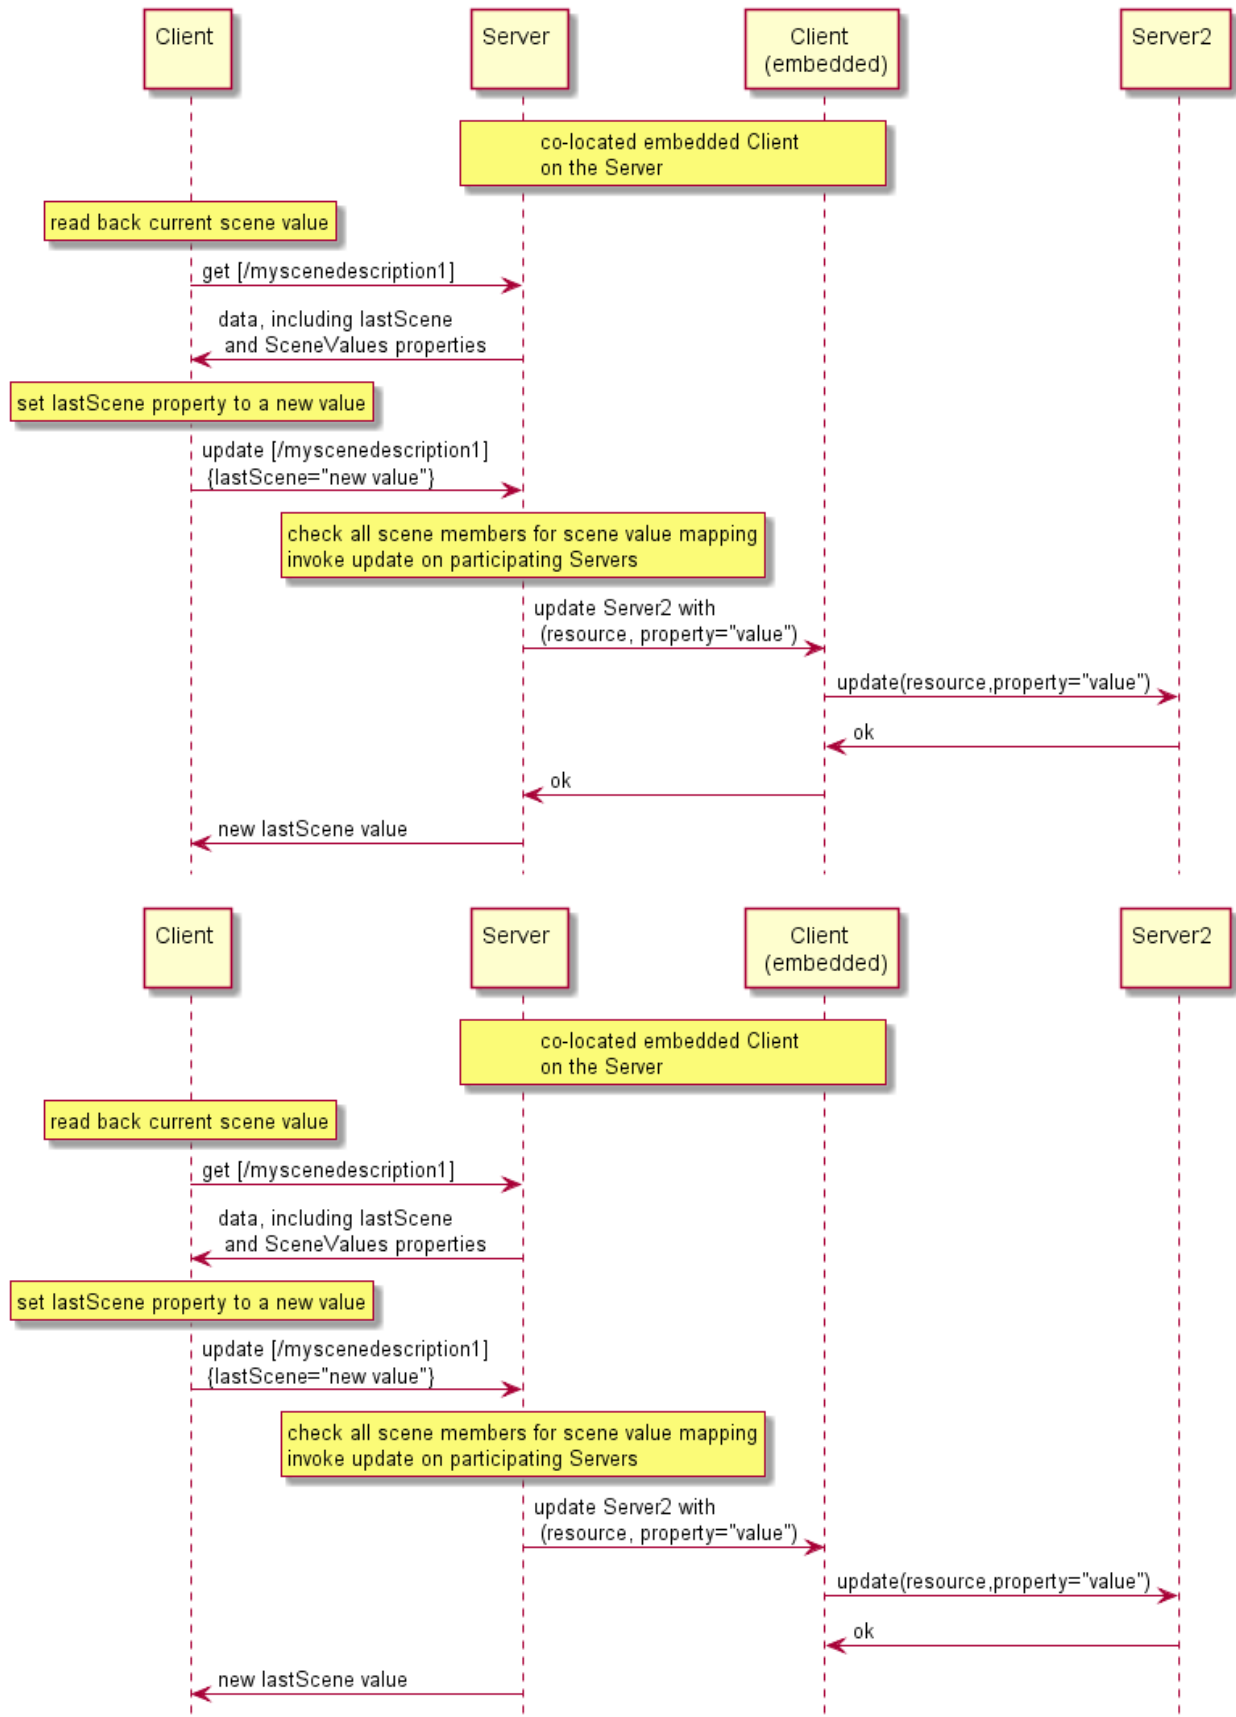 Client
Server
Client
(embedded)
Server2
co-located embedded Client
on the Server
read back current scene value
get [/myscenedescription1]
data, including lastScene
and SceneValues properties
set lastScene property to a new value
update [/myscenedescription1]
{lastScene="new value"}
check all scene members for scene value mapping
invoke update on participating Servers
update Server2 with
(resource, property="value")
update(resource,property="value")
ok
ok
new lastScene value
Client
Server
Client
(embedded)
Server2
co-located embedded Client
on the Server
read back current scene value
get [/myscenedescription1]
data, including lastScene
and SceneValues properties
set lastScene property to a new value
update [/myscenedescription1]
{lastScene="new value"}
check all scene members for scene value mapping
invoke update on participating Servers
update Server2 with
(resource, property="value")
update(resource,property="value")
ok
new lastScene value